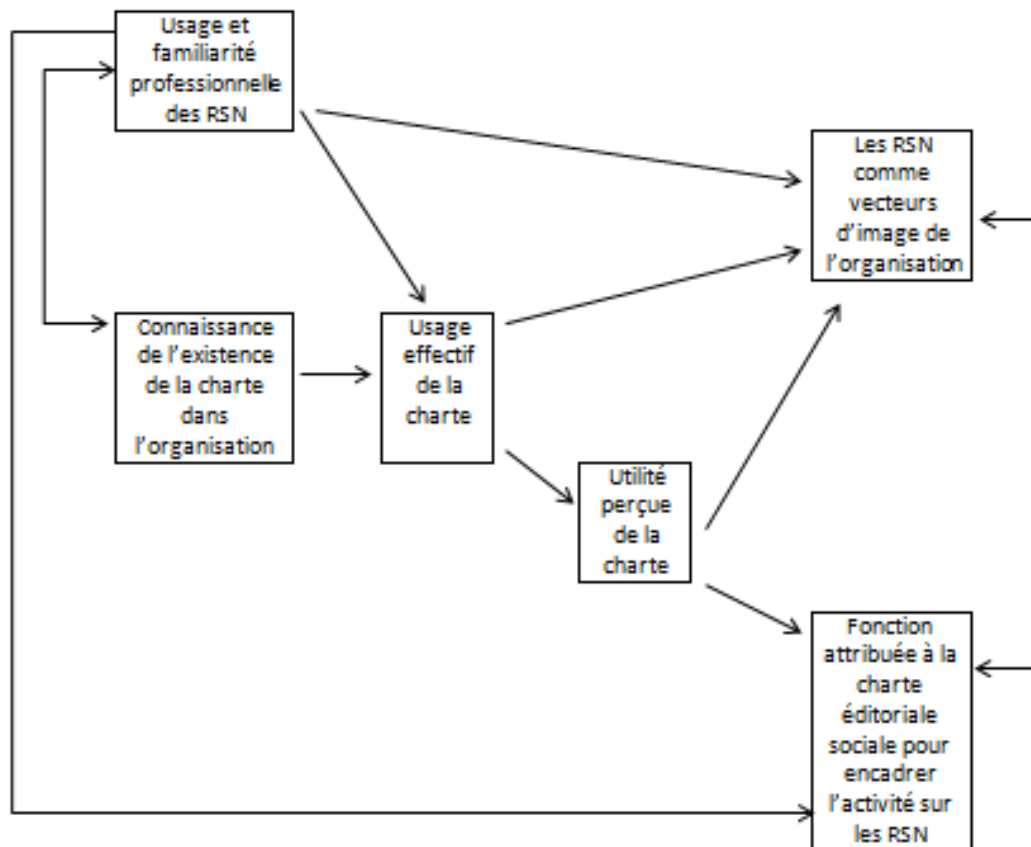 Usage et
familiarité
professionnelle
des RSN
Les RSN
comme
vecteurs
d'image de
l'organisation
Connaissance
de l'existence
de la charte
dans
l'organisation
Usage
effectif
de la
charte
Utilité
perçue
de la
charte
Fonction
attribuée à la
charte
éditoriale
sociale pour
encadrer
l'activité sur
les RSN